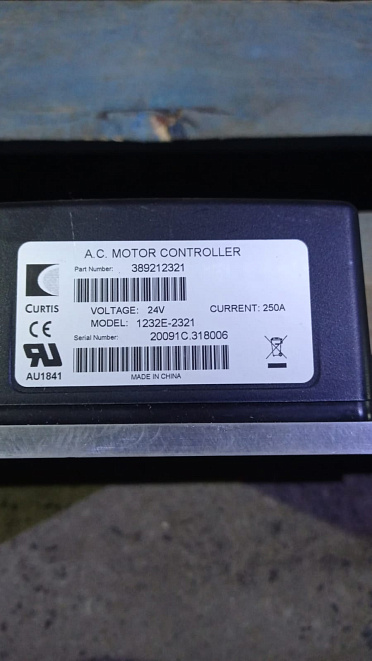 A.C. MOTOR CONTROLLER
Part Number: 389212321
CURTIS
VOLTAGE: 24V CURRENT: 250A
MODEL: 1232E-2321
Serial Number: 20091C.318006
AU1841
MADE IN CHINA